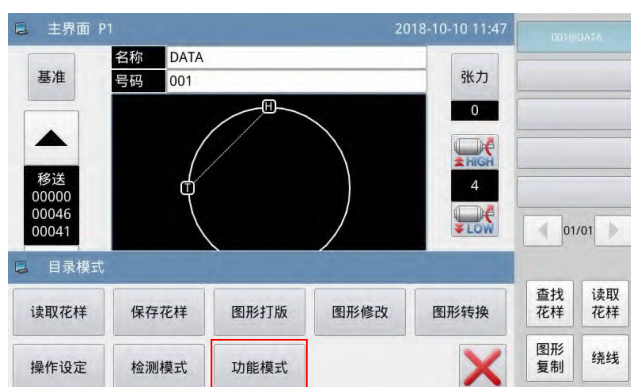 主界面 P1
2018-10-10 11:47
001@DATA
基准
名称 DATA
号码 001
张力
0
H
T
移送
00000
00046
00041
HIGH
4
LOW
01/01
目录模式
读取花样
保存花样
图形打版
图形修改
图形转换
操作设定
检测模式
功能模式
查找
花样
读取
花样
图形
复制
绕线